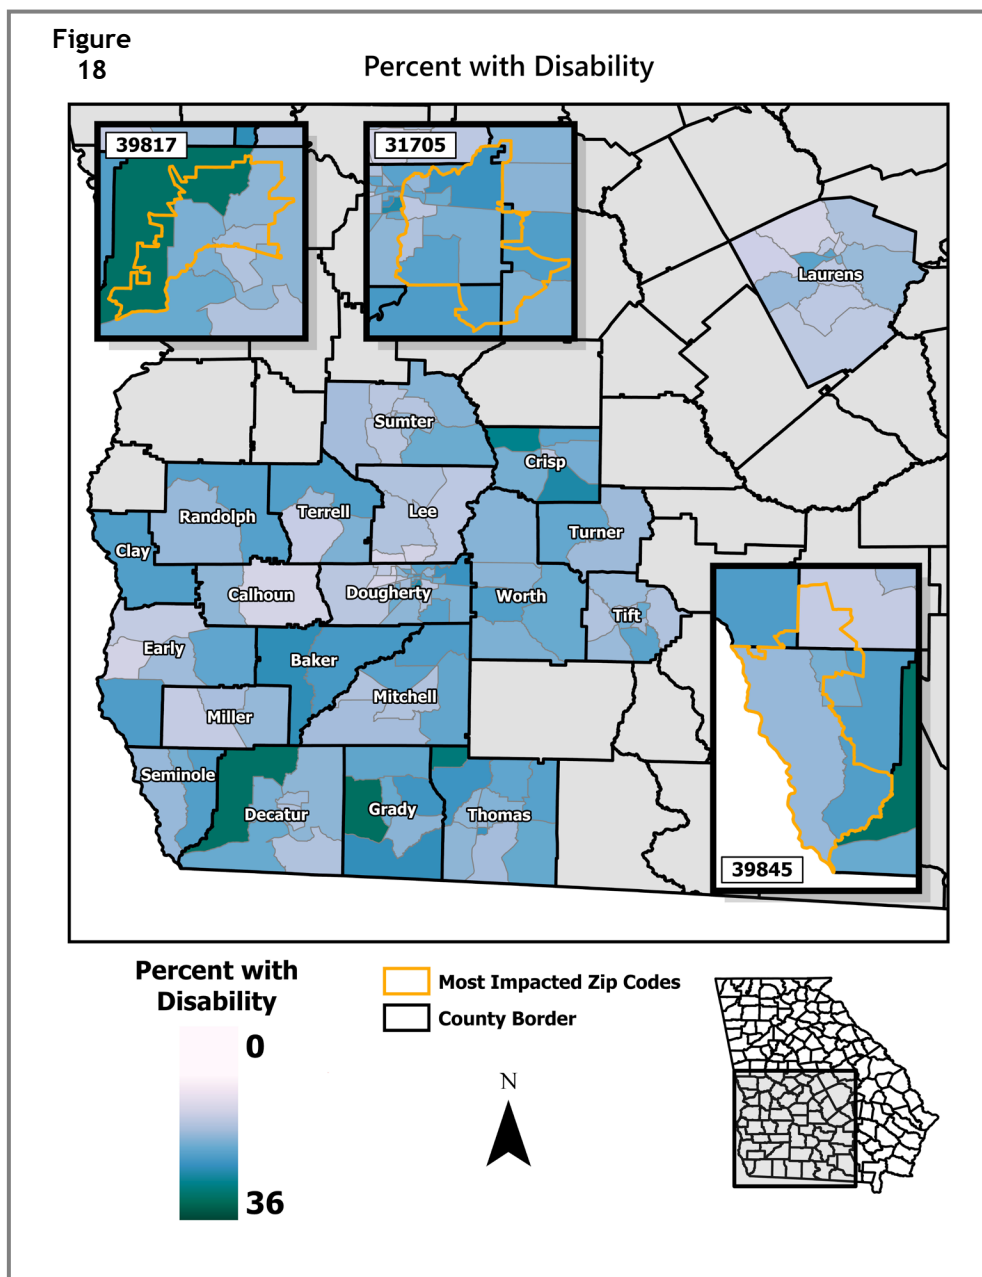 Figure
18
Percent with Disability
39817
31705
Laurens
Sumter
Crisp
Randolph
Terrell
Lee
Turner
Clay
Calhoun
Dougherty
Worth
Tift
Early
Baker
Mitchell
Miller
Seminole
Decatur
Grady
Thomas
39845
Percent with
Disability
0
36
Most Impacted Zip Codes
County Border
N